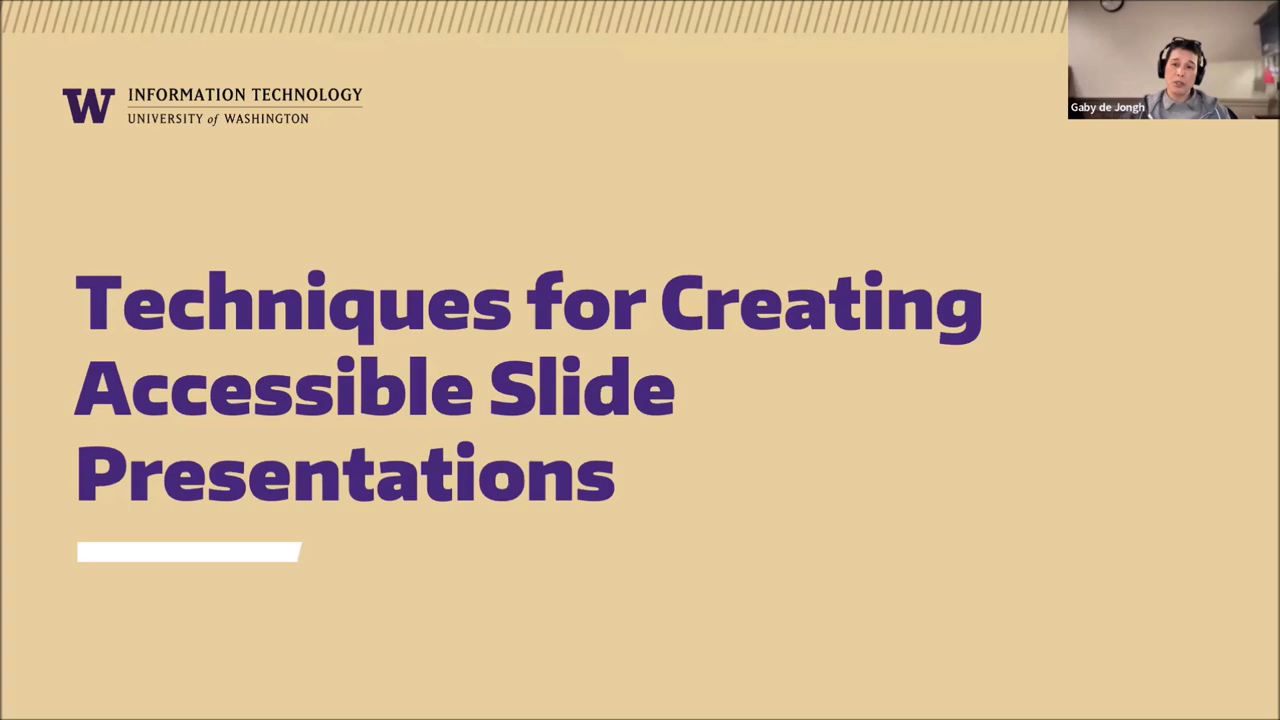 W INFORMATION TECHNOLOGY
UNIVERSITY of WASHINGTON
Gaby de Jongh
Techniques for Creating
Accessible Slide
Presentations